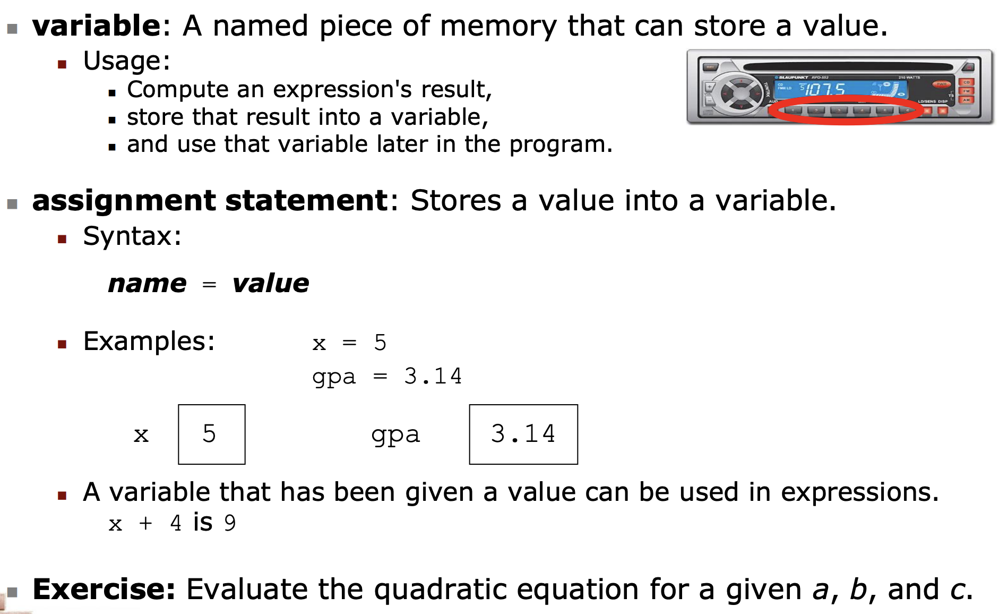 variable: A named piece of memory that can store a value.
Usage:
Compute an expression's result,
store that result into a variable,
and use that variable later in the program.
BLAUPUNKT RPD-552
210 WATTS
CD
FM
AM
PWR
5 107.5
TS
LD/SENS DISP
assignment statement: Stores a value into a variable.
Syntax:
name = value
Examples: x = 5
gpa = 3.14
x 5 gpa 3.14
A variable that has been given a value can be used in expressions.
x + 4 is 9
Exercise: Evaluate the quadratic equation for a given a, b, and c.